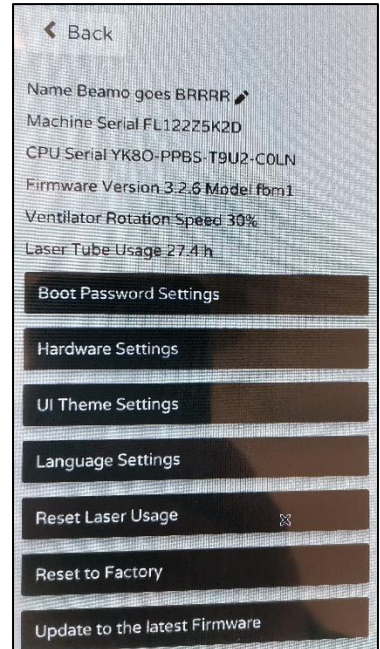 Back
Name Beamo goes BRRRR
Machine Serial FL122Z5K2D
CPU Serial YK8O-PPBS-T9U2-C0LN
Firmware Version 3.2.6 Model fbm1
Ventilator Rotation Speed 30%
Laser Tube Usage 27.4 h
Boot Password Settings
Hardware Settings
UI Theme Settings
Language Settings
Reset Laser Usage
Reset to Factory
Update to the latest Firmware